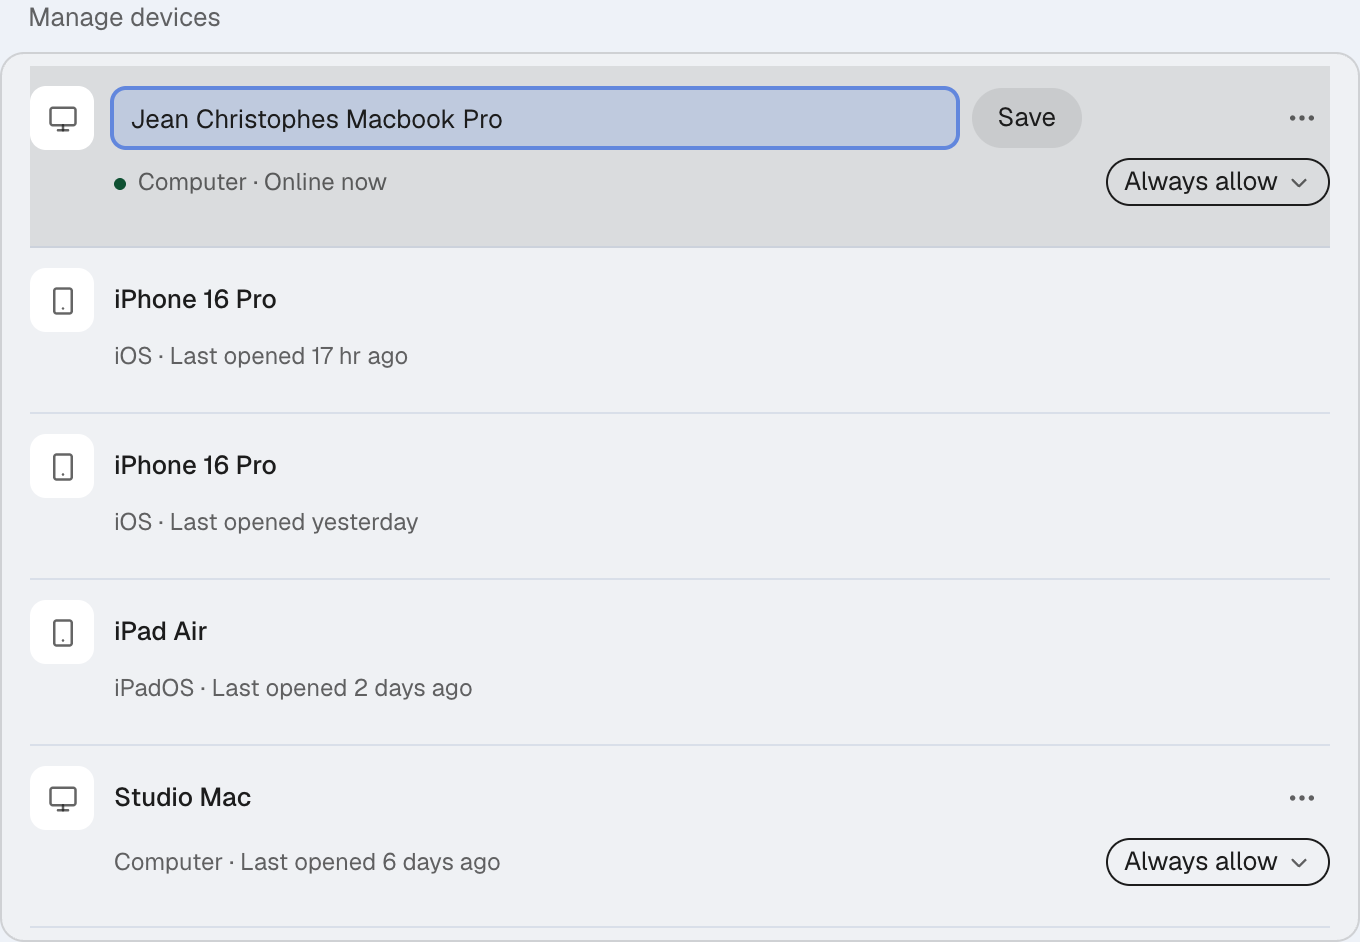 Manage devices
Jean Christophes Macbook Pro
Save
Computer · Online now
Always allow
iPhone 16 Pro
iOS · Last opened 17 hr ago
iPhone 16 Pro
iOS · Last opened yesterday
iPad Air
iPadOS · Last opened 2 days ago
Studio Mac
Computer · Last opened 6 days ago
Always allow